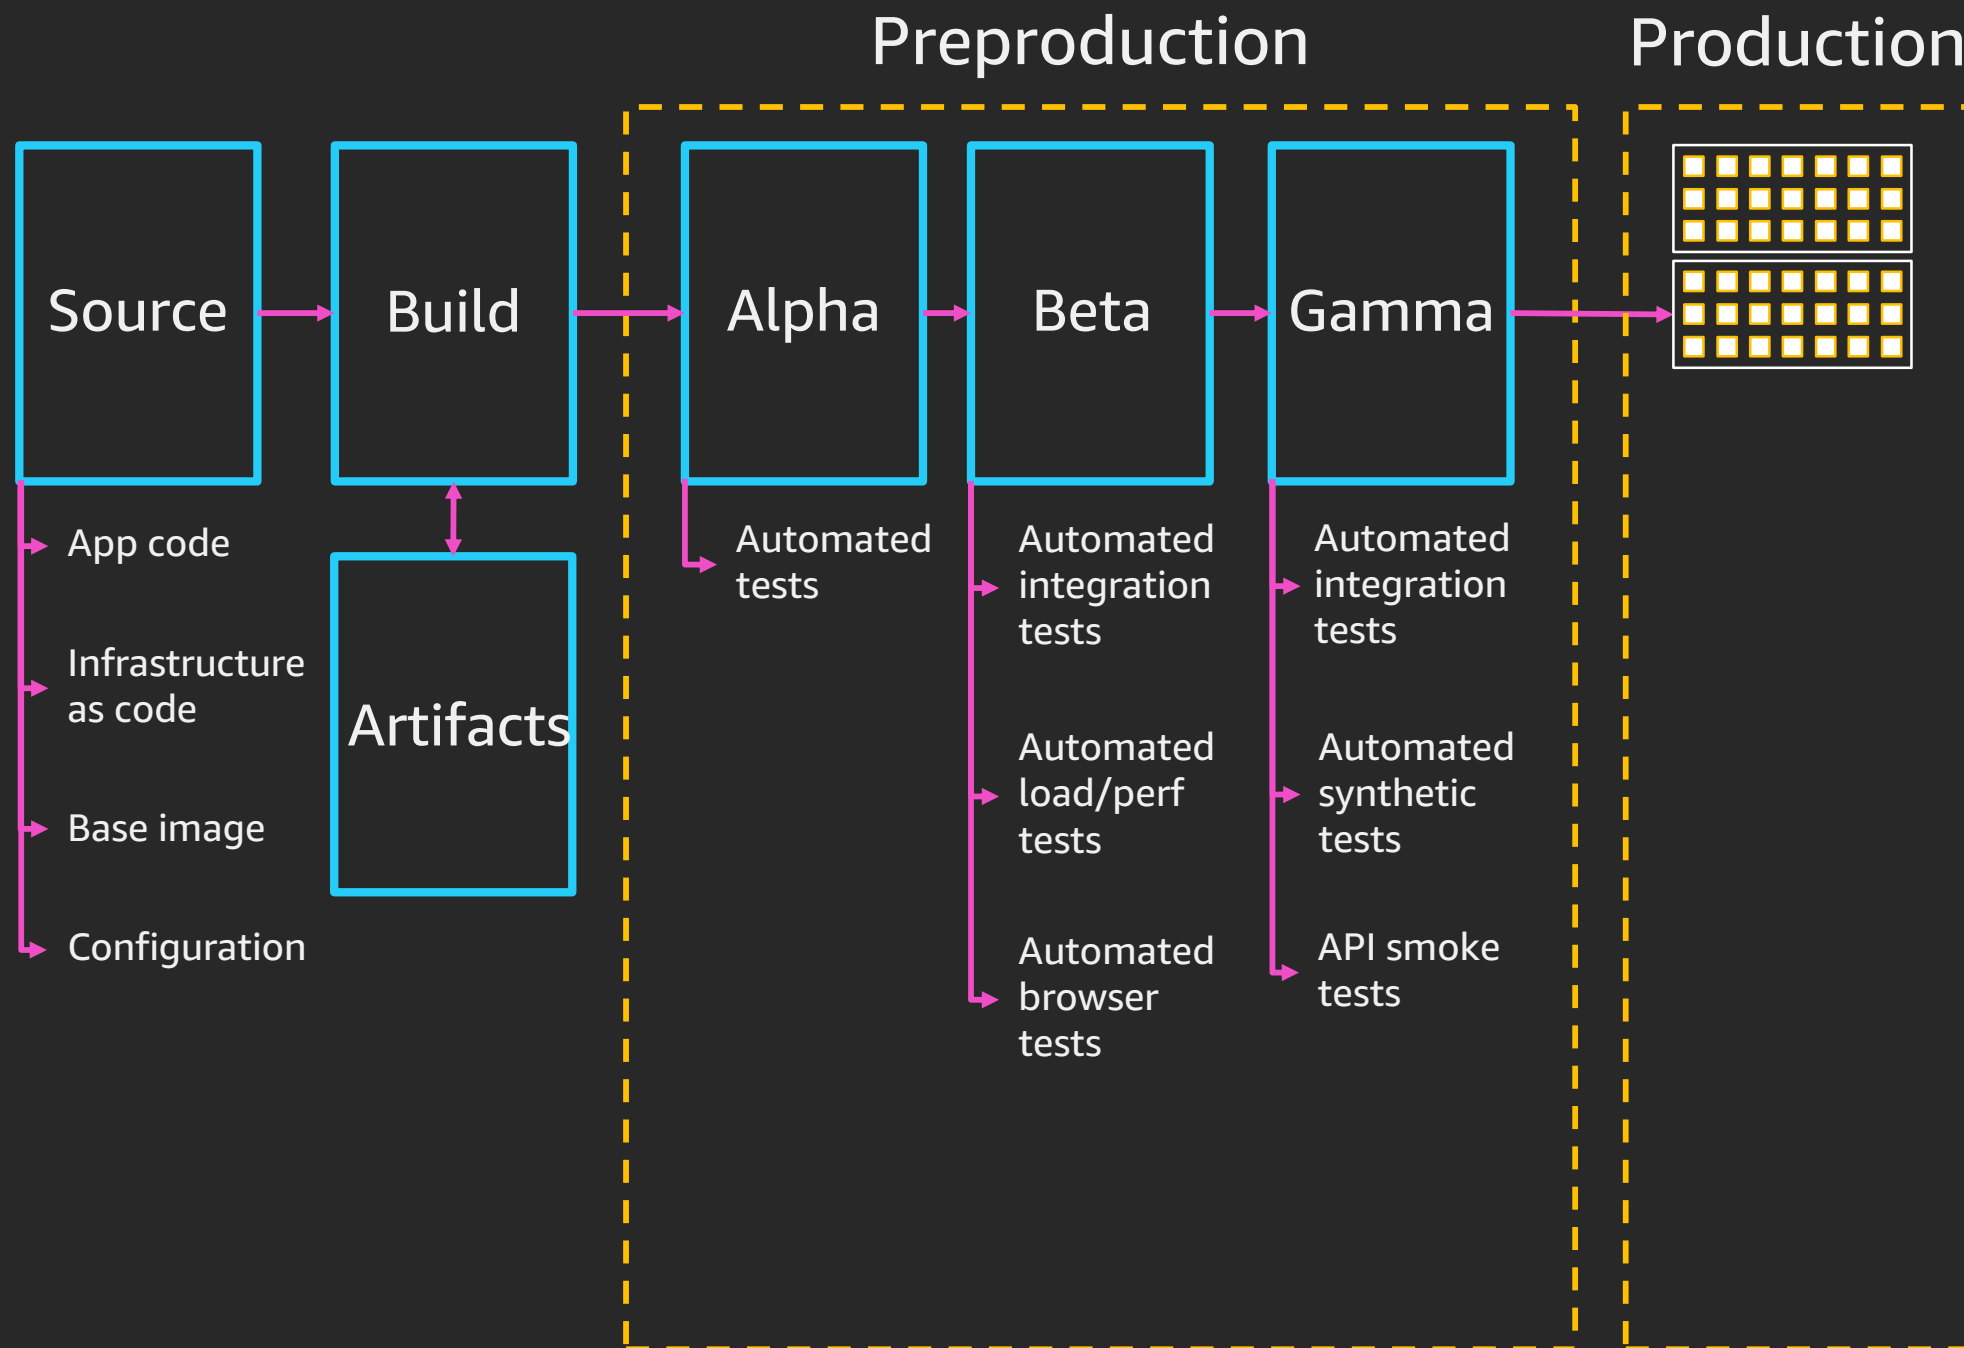 Preproduction
Production
Source
Build
Alpha
Beta
Gamma
App code
Infrastructure
as code
Base image
Configuration
Artifacts
Automated
tests
Automated
integration
tests
Automated
load/perf
tests
Automated
browser
tests
Automated
integration
tests
Automated
synthetic
tests
API smoke
tests